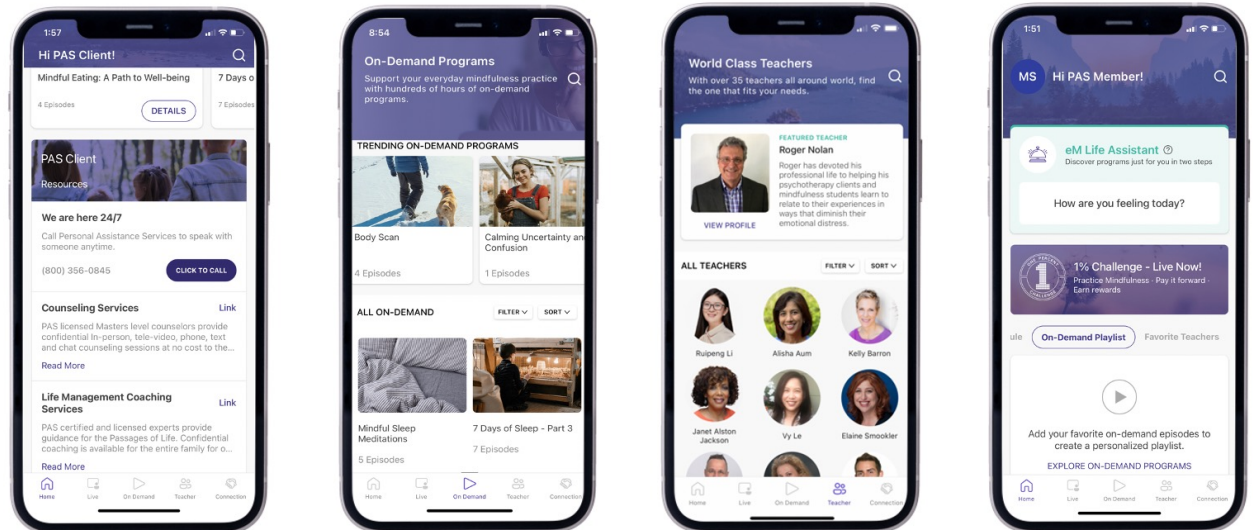 1:57
Hi PAS Client!
Mindful Eating: A Path to Well-being
7 Days o
4 Episodes
DETAILS
7 Episodes
PAS Client
Resources
We are here 24/7
Call Personal Assistance Services to speak with
someone anytime.
(800) 356-0845
CLICK TO CALL
Counseling Services
Link
PAS licensed Masters level counselors provide
confidential In-person, tele-video, phone, text
and chat counseling sessions at no cost to the...
Read More
Life Management Coaching
Services
Link
PAS certified and licensed experts provide
guidance for the Passages of Life. Confidential
coaching is available for the entire family for o...
Read More
Home
Live
On Demand
Teacher
Connection
8:54
On-Demand Programs
Support your everyday mindfulness practice
with hundreds of hours of on-demand
programs.
TRENDING ON-DEMAND PROGRAMS
Body Scan
4 Episodes
Calming Uncertainty an
Confusion
1 Episodes
ALL ON-DEMAND
FILTER
SORT
Mindful Sleep
Meditations
5 Episodes
7 Days of Sleep - Part 3
7 Episodes
Home
Live
On Demand
Teacher
Connection
World Class Teachers
With over 35 teachers all around world, find
the one that fits your needs.
FEATURED TEACHER
Roger Nolan
Roger has devoted his
professional life to helping his
psychotherapy clients and
mindfulness students learn to
relate to their experiences in
ways that diminish their
emotional distress.
VIEW PROFILE
ALL TEACHERS
FILTER
SORT
Ruipeng Li
Alisha Aum
Kelly Barron
Janet Alston
Jackson
Vy Le
Elaine Smookler
Home
Live
On Demand
Teacher
Connection
1:51
MS
Hi PAS Member!
eM Life Assistant
Discover programs just for you in two steps
How are you feeling today?
ONE PERCENT
1
CHALLENGE
1% Challenge - Live Now!
Practice Mindfulness · Pay it forward ·
Earn rewards
ule
On-Demand Playlist
Favorite Teachers
Add your favorite on-demand episodes to
create a personalized playlist.
EXPLORE ON-DEMAND PROGRAMS
Home
Live
On Demand
Teacher
Connection